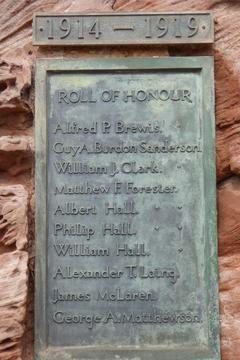 ·1914 — 1919·
ROLL OF HONOUR
Alfred P. Brewis.
Guy A. Burdon Sanderson.
William J. Clark. "
Matthew F. Forester.
Albert Hall. " "
Philip Hall. " "
William Hall. "
Alexander T. Laing.
James McLaren.
George A. Matthewson.